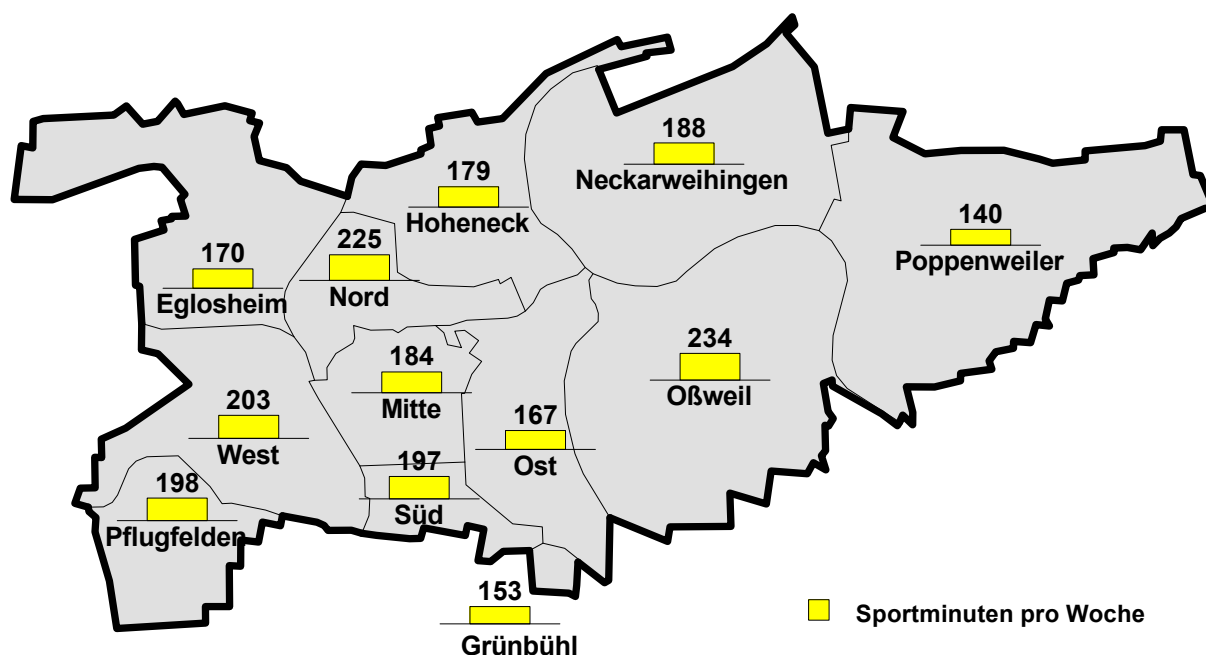 188
Neckarweihingen
179
Hoheneck
140
Poppenweiler
225
Nord
170
Eglosheim
234
Oßweil
184
Mitte
203
West
167
Ost
197
Süd
198
Pflugfelden
153
Grünbühl
Sportminuten pro Woche